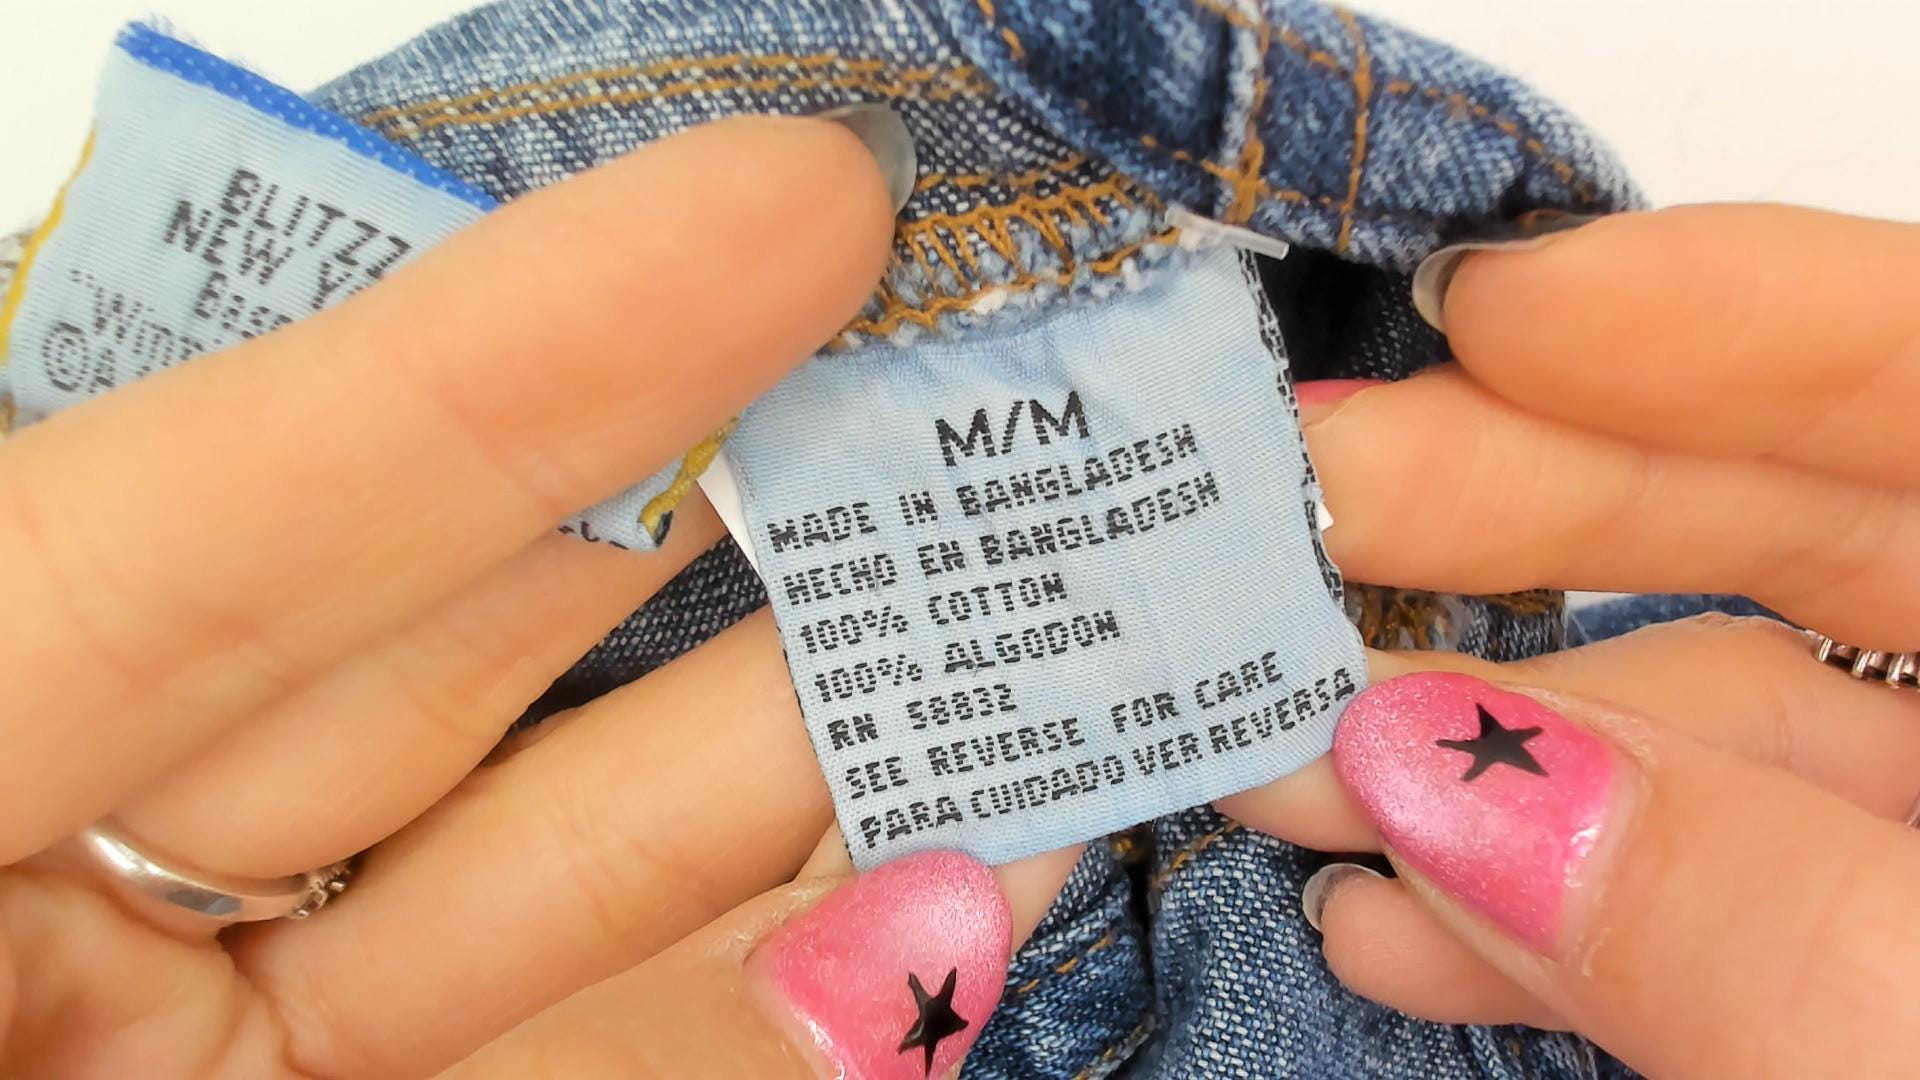 BLITZZ
NEW
M/M
MADE IN BANGLADESH
HECHO EN BANGLADESH
100% COTTON
100% ALGODON
RN 58832
SEE REVERSE FOR CARE
PARA CUIDADO VER REVERSA